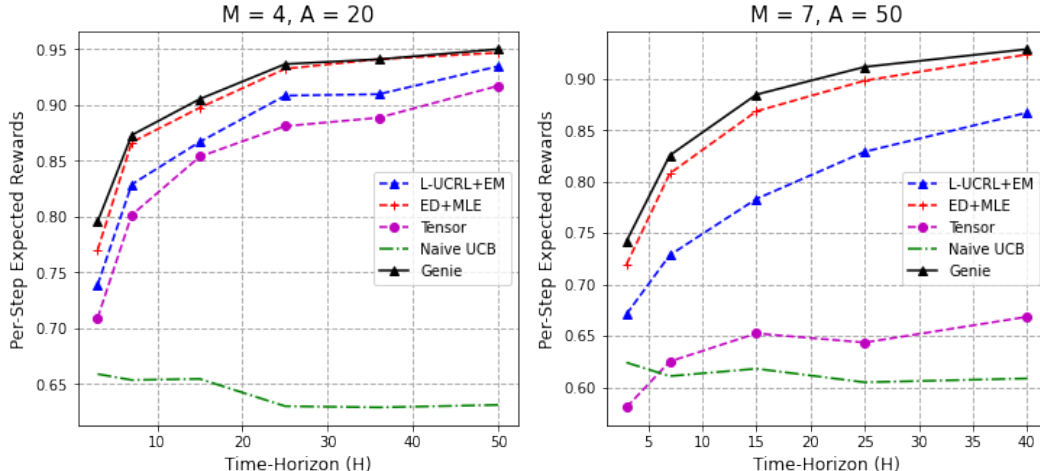 M = 4, A = 20
Per-Step Expected Rewards
0.95
0.90
0.85
0.80
0.75
0.70
0.65
L-UCRL+EM
ED+MLE
Tensor
Naive UCB
Genie
10 20 30 40 50
Time-Horizon (H)
M = 7, A = 50
Per-Step Expected Rewards
0.90
0.85
0.80
0.75
0.70
0.65
0.60
L-UCRL+EM
ED+MLE
Tensor
Naive UCB
Genie
5 10 15 20 25 30 35 40
Time-Horizon (H)